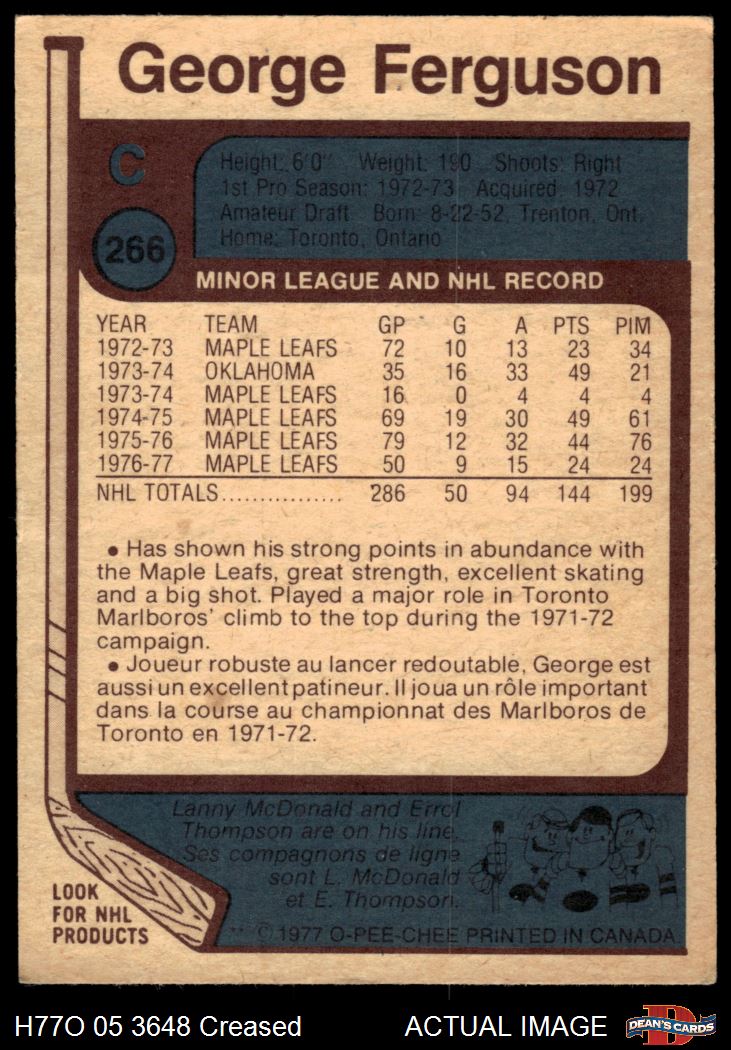 George Ferguson
C
Height: 6'0" Weight: 190 Shoots: Right
1st Pro Season: 1972-73 Acquired: 1972
Amateur Draft Born: 8-22-52, Trenton, Ont.
Home: Toronto, Ontario
266
MINOR LEAGUE AND NHL RECORD
YEAR TEAM GP G A PTS PIM
1972-73 MAPLE LEAFS 72 10 13 23 34
1973-74 OKLAHOMA 35 16 33 49 21
1973-74 MAPLE LEAFS 16 0 4 4 4
1974-75 MAPLE LEAFS 69 19 30 49 61
1975-76 MAPLE LEAFS 79 12 32 44 76
1976-77 MAPLE LEAFS 50 9 15 24 24
NHL TOTALS................ 286 50 94 144 199
• Has shown his strong points in abundance with
the Maple Leafs, great strength, excellent skating
and a big shot. Played a major role in Toronto
Marlboros' climb to the top during the 1971-72
campaign.
• Joueur robuste au lancer redoutable, George est
aussi un excellent patineur. Il joua un rôle important
dans la course au championnat des Marlboros de
Toronto en 1971-72.
Lanny McDonald and Errol
Thompson are on his line.
Ses compagnons de ligne
sont L. McDonald
et E. Thompson.
LOOK
FOR NHL
PRODUCTS
** © 1977 O-PEE-CHEE PRINTED IN CANADA
H77O 05 3648 Creased ACTUAL IMAGE
DEAN'S CARDS